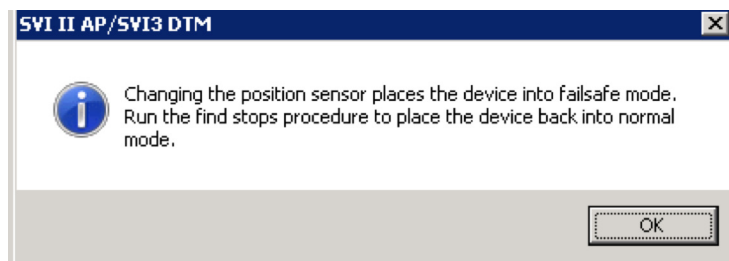 SVI II AP/SVI3 DTM
Changing the position sensor places the device into failsafe mode.
Run the find stops procedure to place the device back into normal
mode.
OK